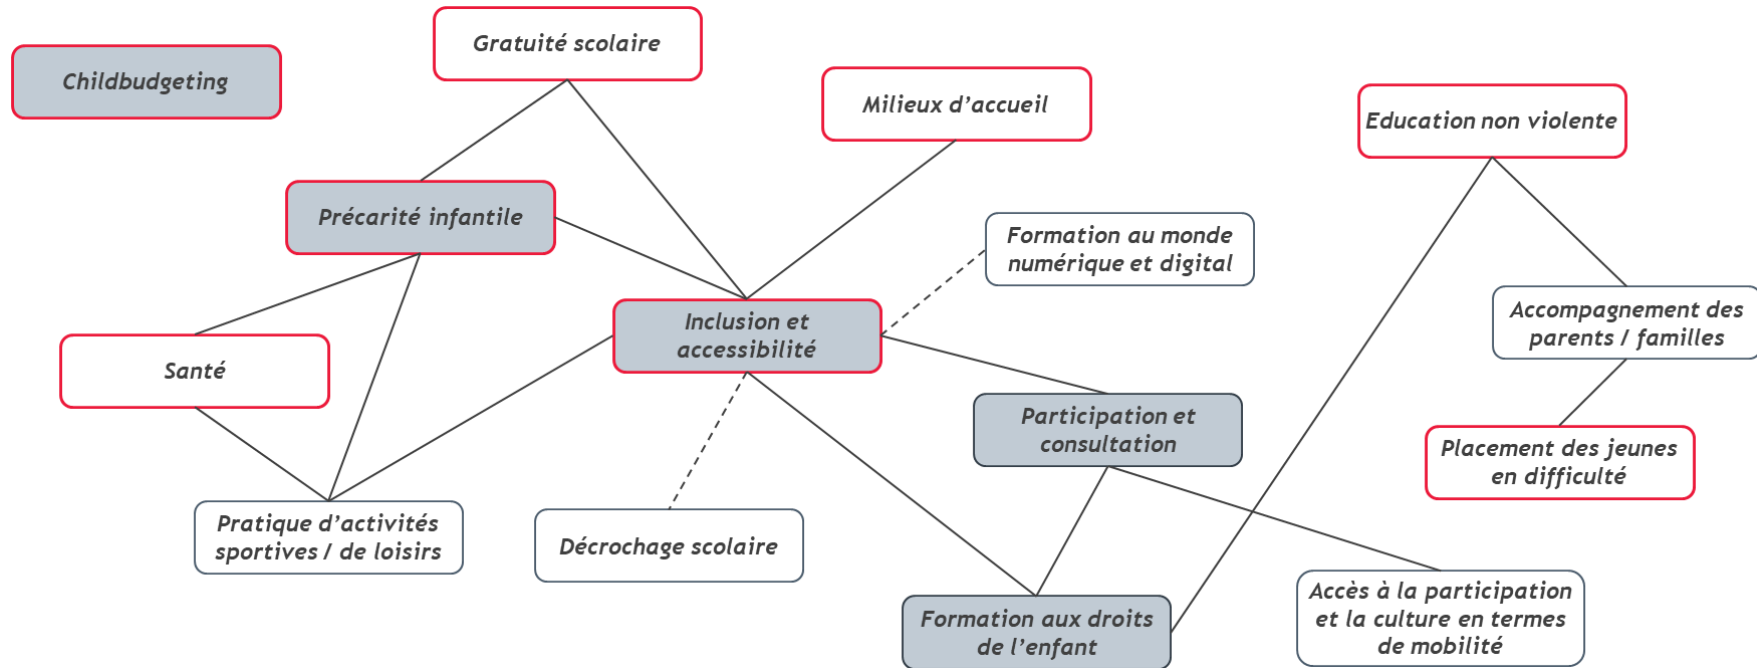 Gratuité scolaire
Childbudgeting
Milieux d’accueil
Education non violente
Précarité infantile
Formation au monde
numérique et digital
Inclusion et
accessibilité
Accompagnement des
parents / familles
Santé
Participation et
consultation
Placement des jeunes
en difficulté
Pratique d’activités
sportives / de loisirs
Décrochage scolaire
Formation aux droits
de l’enfant
Accès à la participation
et la culture en termes
de mobilité